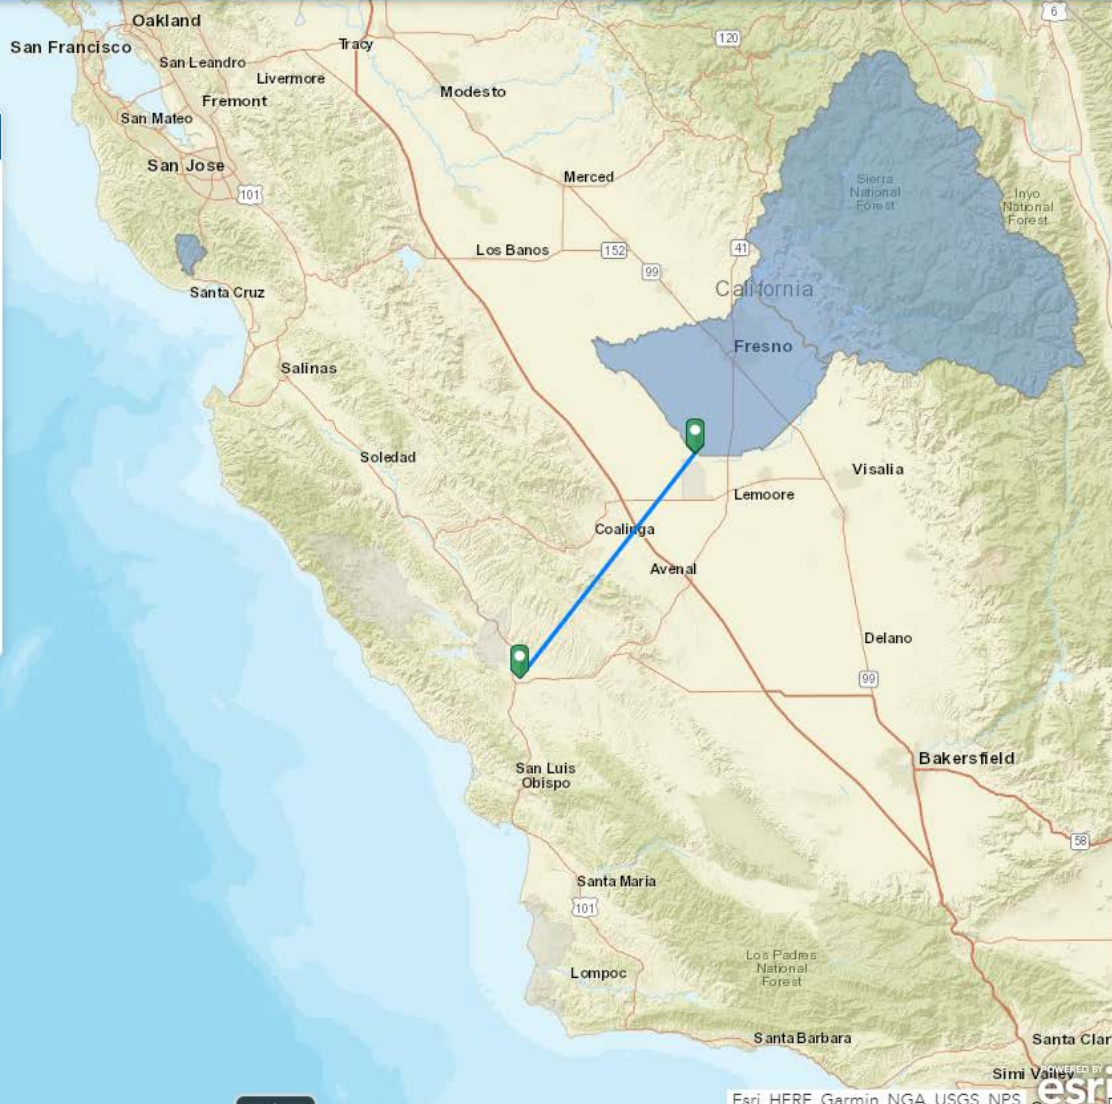 Oakland
6
San Francisco
Tracy
120
San Leandro
Livermore
Modesto
Fremont
San Mateo
San Jose
Merced
Sierra
National
Forest
Inyo
National
Forest
101
Los Banos
152
41
99
California
Santa Cruz
Fresno
Salinas
Soledad
Visalia
Lemoore
Coalinga
Avenal
Delano
99
Bakersfield
San Luis
Obispo
58
Santa Maria
101
Los Padres
National
Forest
Lompoc
Santa Barbara
Santa Clar
Simi Valley
POWERED BY
esri
Esri, HERE, Garmin, NGA, USGS, NPS